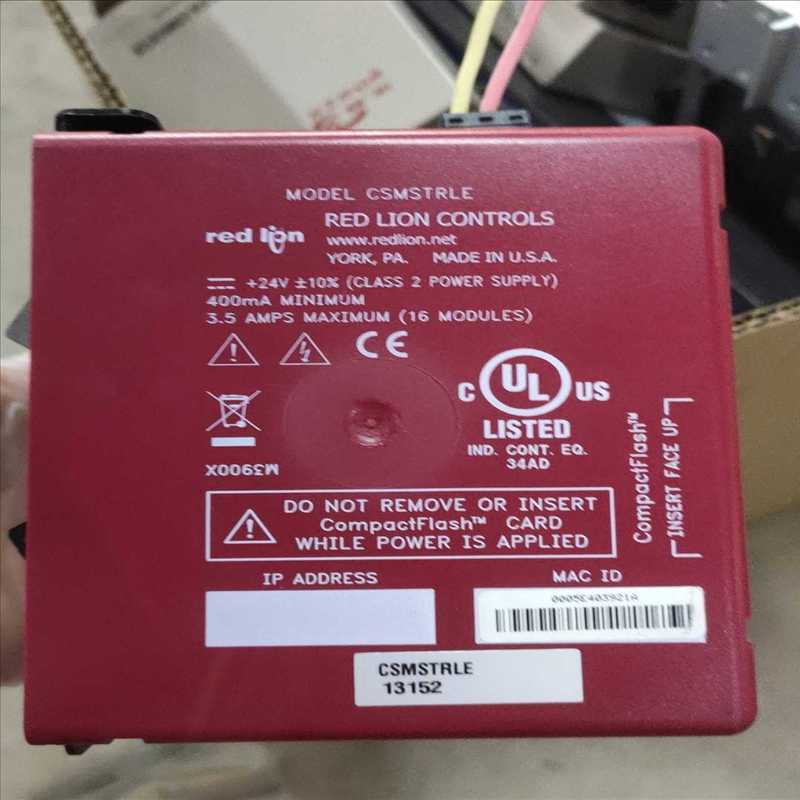 MODEL CSMSTRLE
red lion
RED LION CONTROLS
www.redlion.net
YORK, PA. MADE IN U.S.A.
+24V ±10% (CLASS 2 POWER SUPPLY)
400mA MINIMUM
3.5 AMPS MAXIMUM (16 MODULES)
CE
C UL US
LISTED
IND. CONT. EQ.
34AD
M3900X
CompactFlash™
INSERT FACE UP
DO NOT REMOVE OR INSERT
CompactFlash™ CARD
WHILE POWER IS APPLIED
IP ADDRESS
MAC ID
0005E403921A
CSMSTRLE
13152